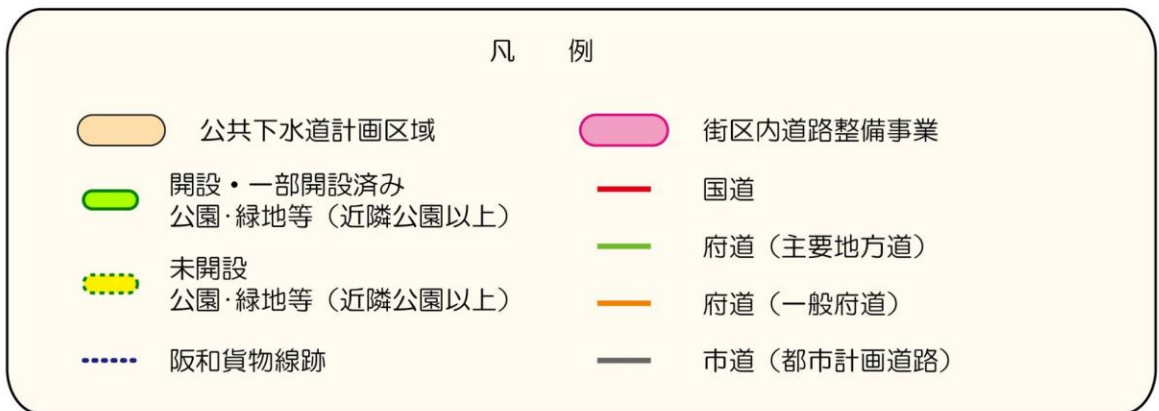 凡　例
公共下水道計画区域
開設・一部開設済み
公園・緑地等（近隣公園以上）
未開設
公園・緑地等（近隣公園以上）
阪和貨物線跡
街区内道路整備事業
国道
府道（主要地方道）
府道（一般府道）
市道（都市計画道路）